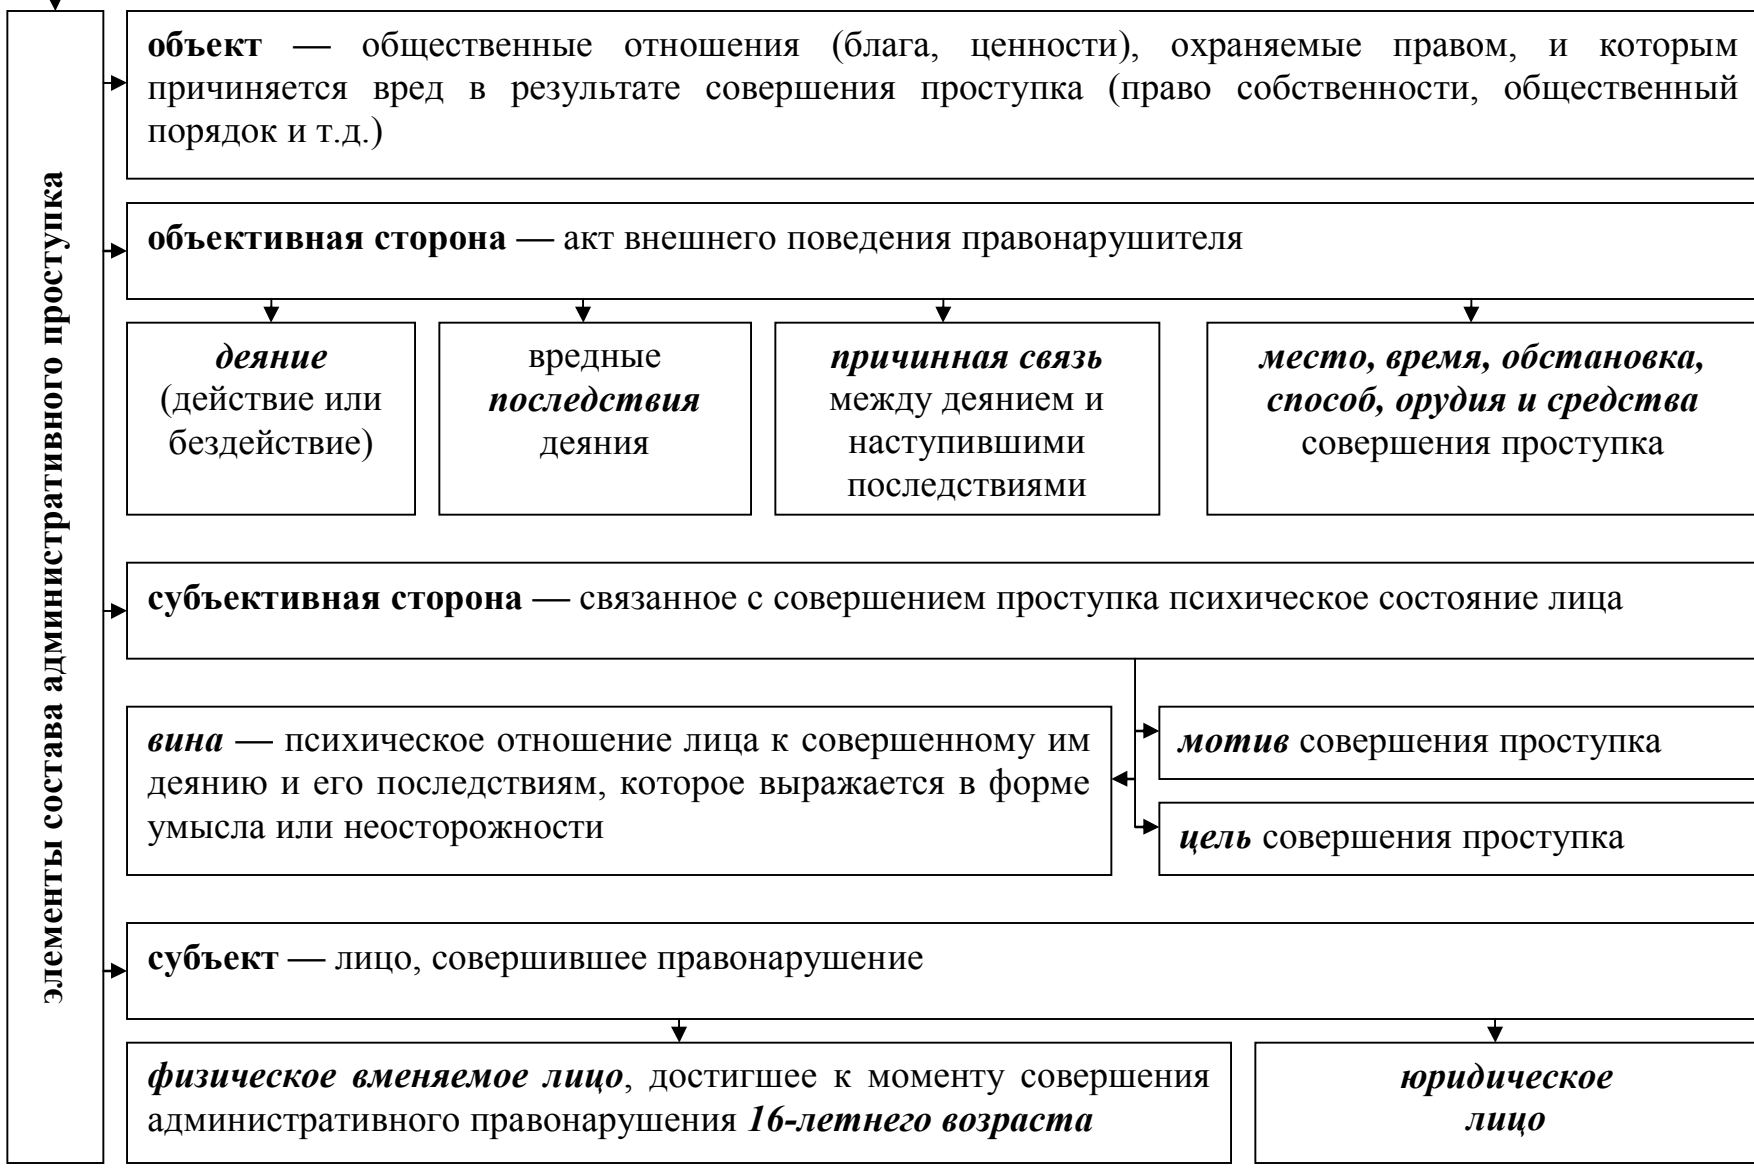 элементы состава административного проступка
объект — общественные отношения (блага, ценности), охраняемые правом, и которым
причиняется вред в результате совершения проступка (право собственности, общественный
порядок и т.д.)
объективная сторона — акт внешнего поведения правонарушителя
деяние
(действие или
бездействие)
вредные
последствия
деяния
причинная связь
между деянием и
наступившими
последствиями
место, время, обстановка,
способ, орудия и средства
совершения проступка
субъективная сторона — связанное с совершением проступка психическое состояние лица
вина — психическое отношение лица к совершенному им
деянию и его последствиям, которое выражается в форме
умысла или неосторожности
мотив совершения проступка
цель совершения проступка
субъект — лицо, совершившее правонарушение
физическое вменяемое лицо, достигшее к моменту совершения
административного правонарушения 16-летнего возраста
юридическое
лицо